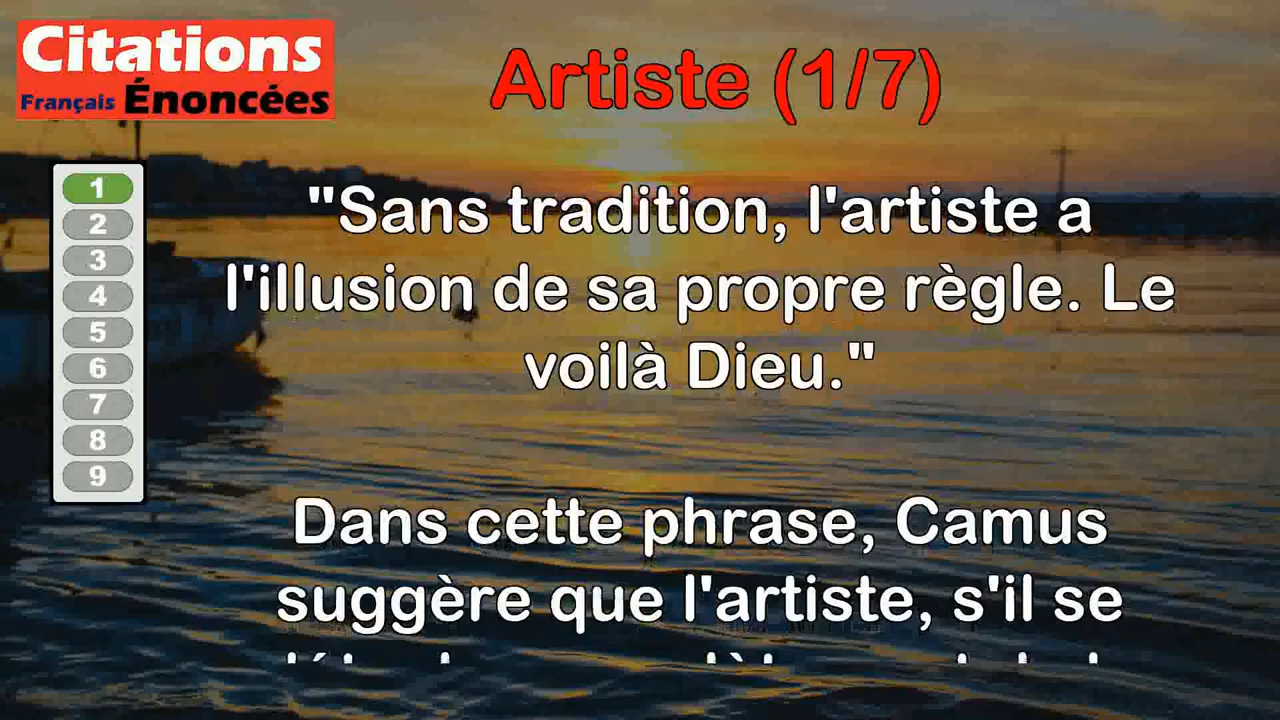 Citations
Français Énoncées
Artiste (1/7)
1
2
3
4
5
6
7
8
9
"Sans tradition, l'artiste a
l'illusion de sa propre règle. Le
voilà Dieu."
Dans cette phrase, Camus
suggère que l'artiste, s'il se